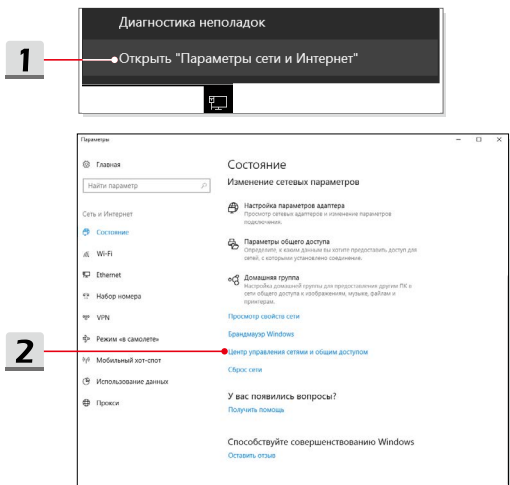 Диагностика неполадок
1
Открыть "Параметры сети и Интернет"
Параметры
Главная
Найти параметр
Сеть и Интернет
Состояние
Wi-Fi
Ethernet
Набор номера
VPN
Режим «в самолете»
Мобильный хот-спот
Использование данных
Прокси
Состояние
Изменение сетевых параметров
Настройка параметров адаптера
Просмотр сетевых адаптеров и изменение параметров
подключения.
Параметры общего доступа
Определите, к каким данным вы хотите предоставить доступ для
сетей, с которыми установлено соединение.
Домашняя группа
Настройка домашней группы для предоставления другим ПК в
сети общего доступа к изображениям, музыке, файлам и
принтерам.
Просмотр свойств сети
Брандмауэр Windows
2
Центр управления сетями и общим доступом
Сброс сети
У вас появились вопросы?
Получить помощь
Способствуйте совершенствованию Windows
Оставить отзыв